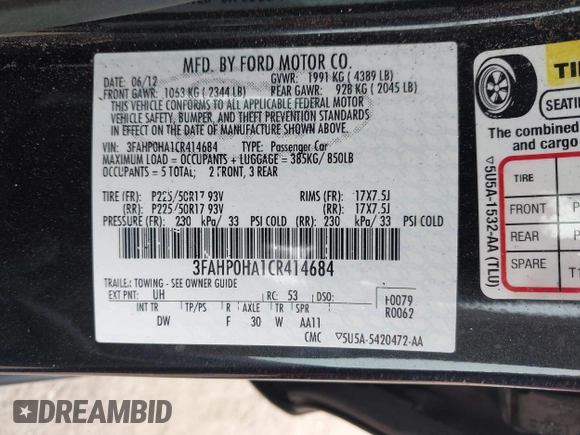 MFD. BY FORD MOTOR CO.
DATE: 06/12 GVWR: 1991 KG ( 4389 LB)
FRONT GAWR: 1063 KG ( 2344 LB) REAR GAWR: 928 KG ( 2045 LB)
THIS VEHICLE CONFORMS TO ALL APPLICABLE FEDERAL MOTOR
VEHICLE SAFETY, BUMPER, AND THEFT PREVENTION STANDARDS
IN EFFECT ON THE DATE OF MANUFACTURE SHOWN ABOVE.
VIN: 3FAHP0HA1CR414684 TYPE: Passenger Car
MAXIMUM LOAD = OCCUPANTS + LUGGAGE = 385KG/ 850LB
OCCUPANTS = 5 TOTAL; 2 FRONT, 3 REAR
TIRE (FR): P225/50R17 93V RIMS (FR): 17X7.5J
(RR): P225/50R17 93V (RR): 17X7.5J
PRESSURE (FR): 230 kPa/ 33 PSI COLD (RR): 230 kPa/ 33 PSI COLD
3FAHP0HA1CR414684
TRAILER TOWING - SEE OWNER GUIDE
EXT PNT: UH RC: 53 DSO: F0079
INT TR TP/PS R AXLE TR SPR R0062
DW F 30 W AA11
CMC ▽5U5A-5420472-AA
TI
SEATI
The combined
and cargo
TI
FRONT P
REAR P
SPARE T1
▽5U5A-1532-AA (TLU)
DREAMBID